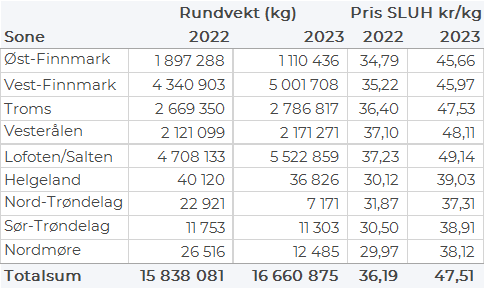 Rundvekt (kg) Pris SLUH kr/kg
Sone 2022 2023 2022 2023
Øst-Finnmark 1 897 288 1 110 436 34,79 45,66
Vest-Finnmark 4 340 903 5 001 708 35,22 45,97
Troms 2 669 350 2 786 817 36,40 47,53
Vesterålen 2 121 099 2 171 271 37,10 48,11
Lofoten/Salten 4 708 133 5 522 859 37,23 49,14
Helgeland 40 120 36 826 30,12 39,03
Nord-Trøndelag 22 921 7 171 31,87 37,31
Sør-Trøndelag 11 753 11 303 30,50 38,91
Nordmøre 26 516 12 485 29,97 38,12
Totalsum 15 838 081 16 660 875 36,19 47,51